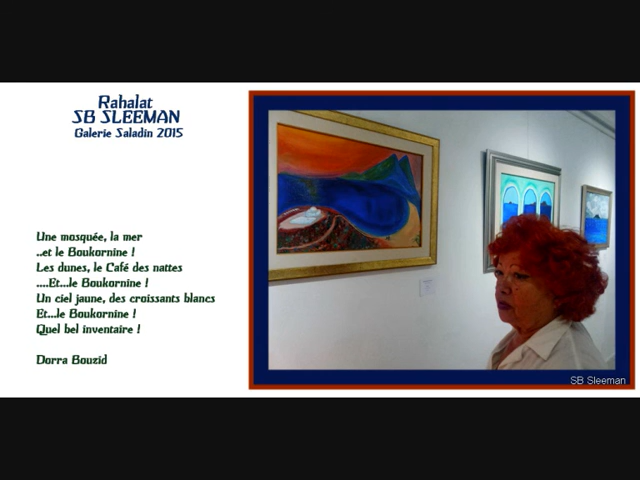 Rahalat
SB SLEEMAN
Galerie Saladin 2015
Une mosquée, la mer
..et le Boukornine !
Les dunes, le Café des nattes
....Et...le Boukornine !
Un ciel jaune, des croissants blancs
Et...le Boukornine !
Quel bel inventaire !
Dorra Bouzid
SB Sleeman